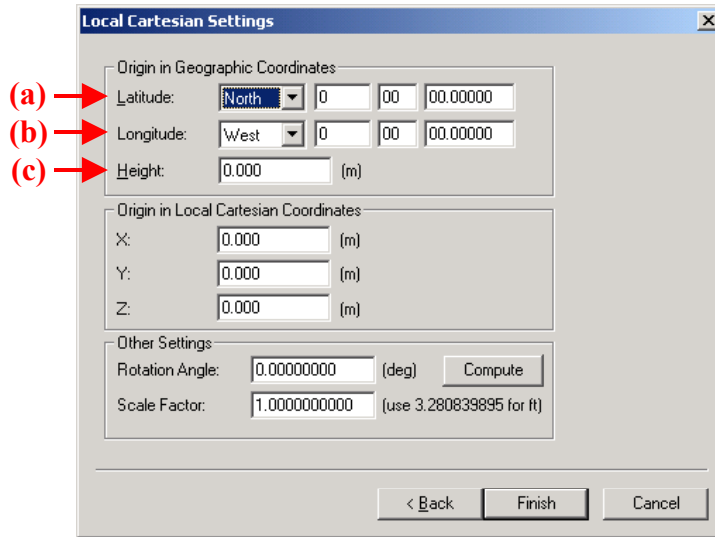 Local Cartesian Settings
Origin in Geographic Coordinates
(a) Latitude: North 0 00 00.00000
(b) Longitude: West 0 00 00.00000
(c) Height: 0.000 (m)
Origin in Local Cartesian Coordinates
X: 0.000 (m)
Y: 0.000 (m)
Z: 0.000 (m)
Other Settings
Rotation Angle: 0.00000000 (deg) Compute
Scale Factor: 1.0000000000 (use 3.280839895 for ft)
< Back Finish Cancel